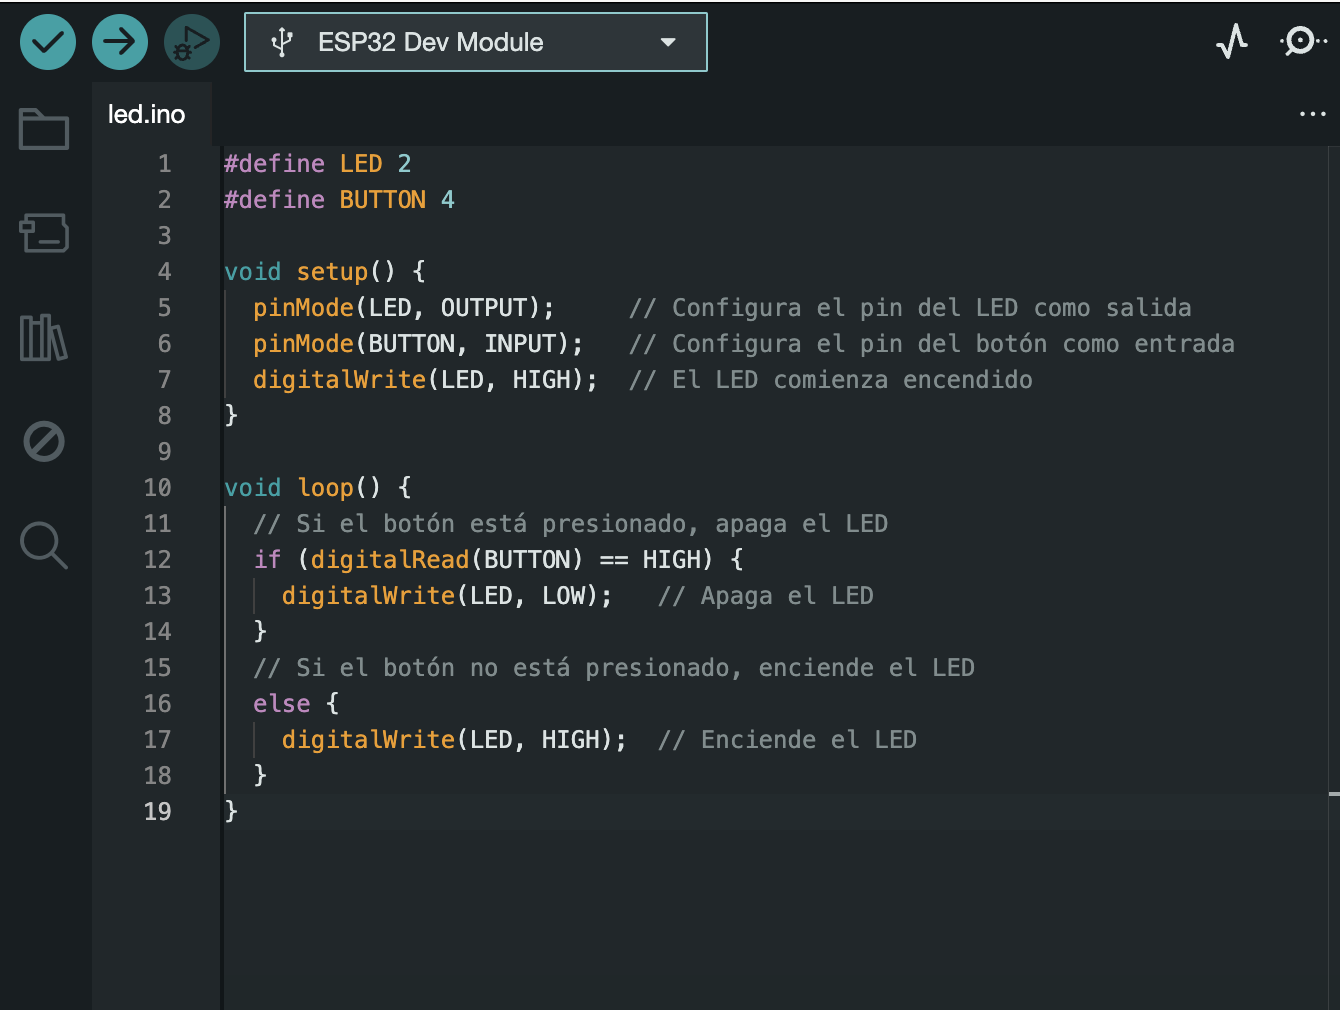 ESP32 Dev Module
led.ino
1 #define LED 2
2 #define BUTTON 4
3
4 void setup() {
5   pinMode(LED, OUTPUT);     // Configura el pin del LED como salida
6   pinMode(BUTTON, INPUT);   // Configura el pin del botón como entrada
7   digitalWrite(LED, HIGH);  // El LED comienza encendido
8 }
9
10 void loop() {
11   // Si el botón está presionado, apaga el LED
12   if (digitalRead(BUTTON) == HIGH) {
13     digitalWrite(LED, LOW);   // Apaga el LED
14   }
15   // Si el botón no está presionado, enciende el LED
16   else {
17     digitalWrite(LED, HIGH);  // Enciende el LED
18   }
19 }